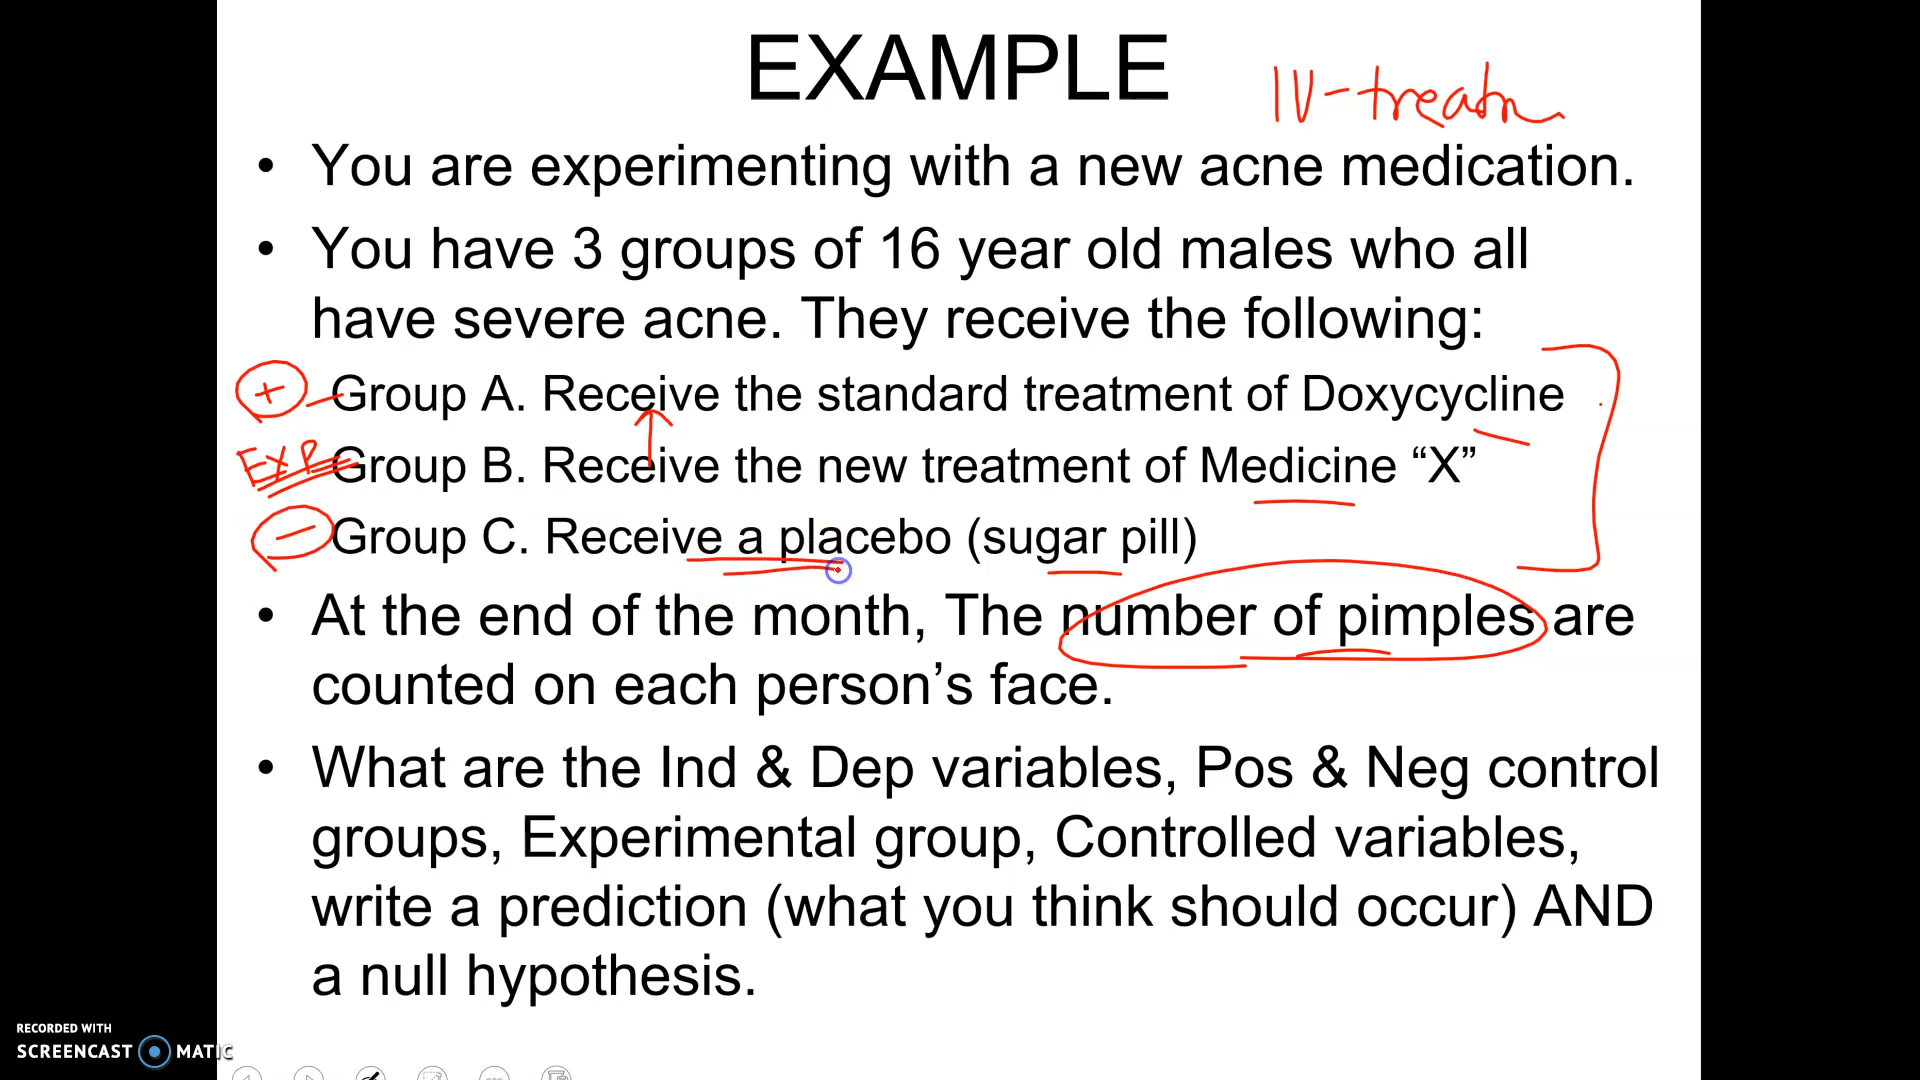 EXAMPLE
IV-treatm
• You are experimenting with a new acne medication.
• You have 3 groups of 16 year old males who all
have severe acne. They receive the following:
+ Group A. Receive the standard treatment of Doxycycline
EXP Group B. Receive the new treatment of Medicine “X”
− Group C. Receive a placebo (sugar pill)
• At the end of the month, The number of pimples are
counted on each person’s face.
• What are the Ind & Dep variables, Pos & Neg control
groups, Experimental group, Controlled variables,
write a prediction (what you think should occur) AND
a null hypothesis.
RECORDED WITH
SCREENCAST MATIC